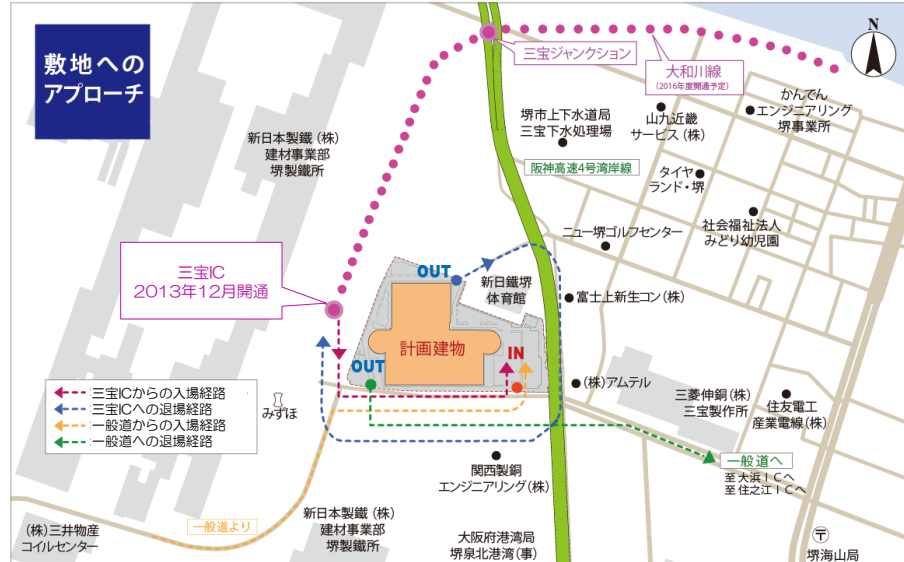 敷地への
アプローチ
N
三宝ジャンクション
大和川線
(2016年度開通予定)
かんでん
エンジニアリング
堺事業所
堺市上下水道局
三宝下水処理場
山九近畿
サービス(株)
新日本製鐵(株)
建材事業部
堺製鐵所
阪神高速4号湾岸線
タイヤ
ランド・堺
社会福祉法人
みどり幼児園
ニュー堺ゴルフセンター
三宝IC
2013年12月開通
OUT
新日鐵堺
体育館
富士上新生コン(株)
計画建物
IN
OUT
三宝ICからの入場経路
三宝ICへの退場経路
一般道からの入場経路
一般道への退場経路
みずほ
(株)アムテル
三菱伸銅(株)
三宝製作所
住友電工
産業電線(株)
一般道へ
至大浜ICへ
至住之江ICへ
関西製銅
エンジニアリング(株)
一般道より
新日本製鐵(株)
建材事業部
堺製鐵所
(株)三井物産
コイルセンター
大阪府港湾局
堺泉北港湾(事)
〒
堺海山局